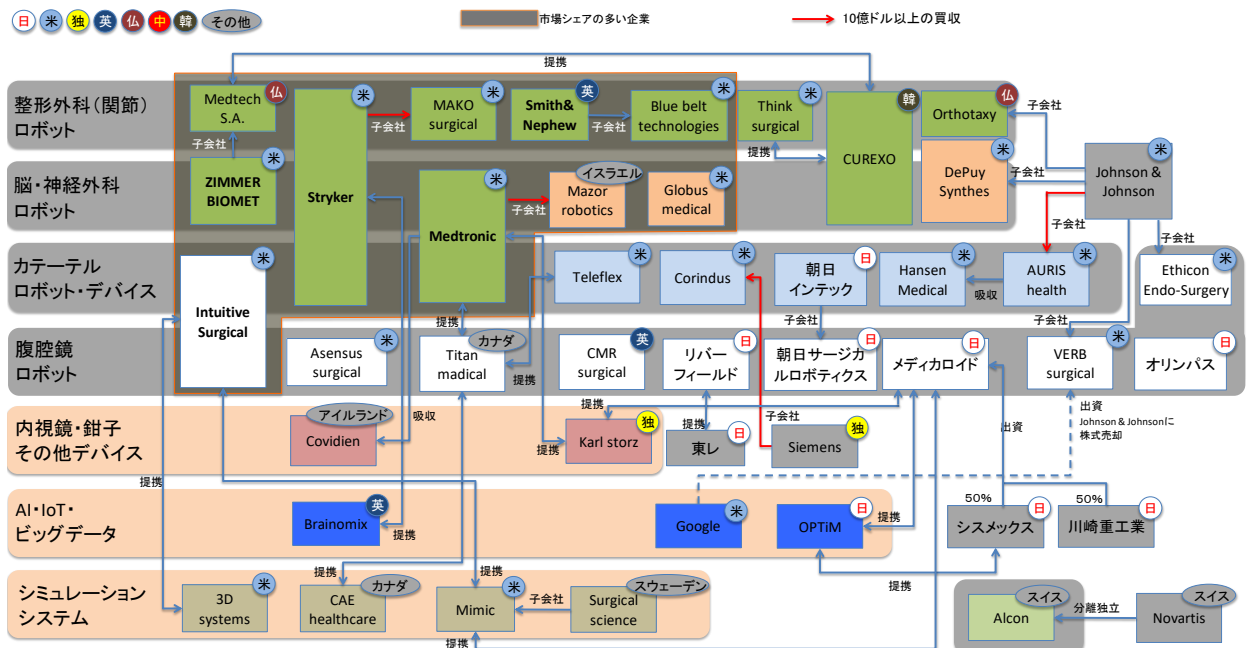 日 米 独 英 仏 中 韓 その他
市場シェアの多い企業
10億ドル以上の買収
提携
整形外科(関節)
ロボット
Medtech
S.A.
仏
子会社
米
子会社
MAKO
surgical
米
Smith&
Nephew
英
子会社
Blue belt
technologies
米
Think
surgical
米
提携
韓
CUREXO
Orthotaxy
仏
子会社
脳・神経外科
ロボット
ZIMMER
BIOMET
米
Stryker
Medtronic
米
子会社
イスラエル
Mazor
robotics
Globus
medical
米
DePuy
Synthes
米
子会社
Johnson &
Johnson
米
子会社
子会社
カテーテル
ロボット・デバイス
Intuitive
Surgical
米
Teleflex
米
Corindus
米
朝日
インテック
日
子会社
Hansen
Medical
米
吸収
AURIS
health
米
Ethicon
Endo-Surgery
米
子会社
腹腔鏡
ロボット
Asensus
surgical
米
提携
カナダ
Titan
madical
提携
CMR
surgical
英
リバー
フィールド
日
朝日サージカ
ルロボティクス
日
メディカロイド
日
VERB
surgical
米
オリンパス
日
内視鏡・鉗子
その他デバイス
アイルランド
Covidien
吸収
提携
提携
Karl storz
独
提携
東レ
日
子会社
Siemens
独
出資
出資
Johnson & Johnsonに
株式売却
提携
AI・IoT・
ビッグデータ
Brainomix
英
提携
Google
米
OPTiM
日
提携
50%
シスメックス
日
50%
川崎重工業
日
提携
シミュレーション
システム
3D
systems
米
提携
CAE
healthcare
カナダ
提携
Mimic
米
提携
子会社
Surgical
science
スウェーデン
Alcon
スイス
分離独立
Novartis
スイス